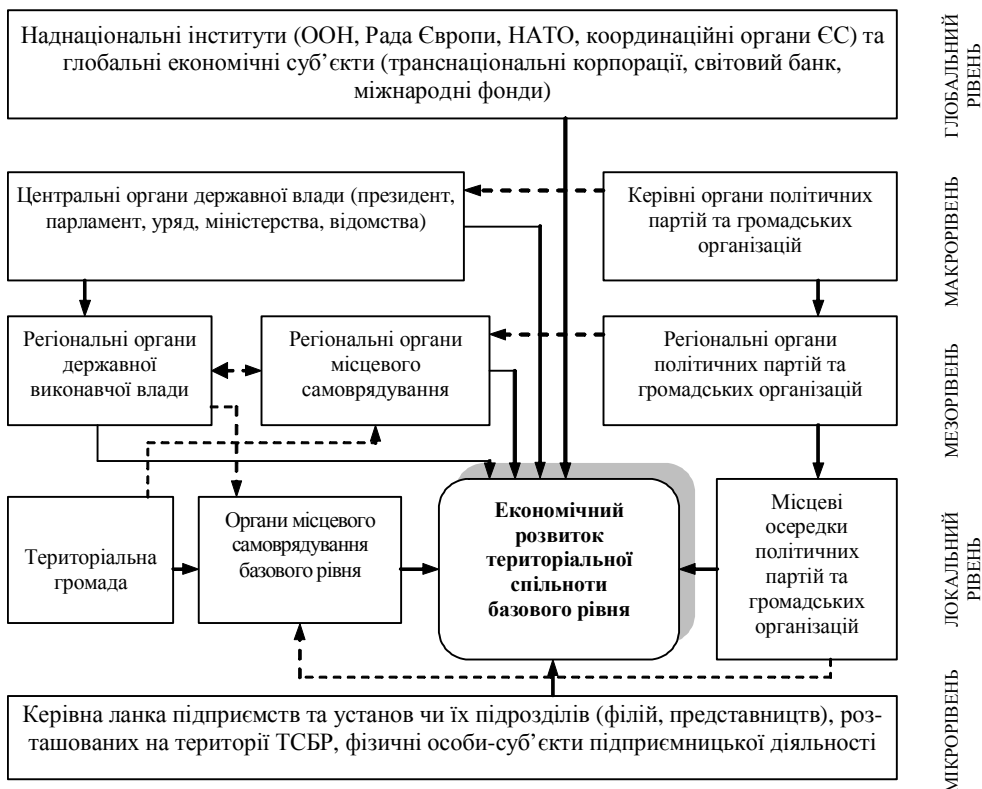 Наднаціональні інститути (ООН, Рада Європи, НАТО, координаційні органи ЄС) та
глобальні економічні суб’єкти (транснаціональні корпорації, світовий банк,
міжнародні фонди)
ГЛОБАЛЬНИЙ
РІВЕНЬ
Центральні органи державної влади (президент,
парламент, уряд, міністерства, відомства)
Керівні органи політичних
партій та громадських
організацій
МАКРОРІВЕНЬ
Регіональні органи
державної
виконавчої влади
Регіональні органи
місцевого
самоврядування
Регіональні органи
політичних партій та
громадських організацій
МЕЗОРІВЕНЬ
Територіальна
громада
Органи місцевого
самоврядування
базового рівня
Економічний
розвиток
територіальної
спільноти
базового рівня
Місцеві
осередки
політичних
партій та
громадських
організацій
ЛОКАЛЬНИЙ
РІВЕНЬ
Керівна ланка підприємств та установ чи їх підрозділів (філій, представництв), роз-
ташованих на території ТСБР, фізичні особи-суб’єкти підприємницької діяльності
МІКРОРІВЕНЬ